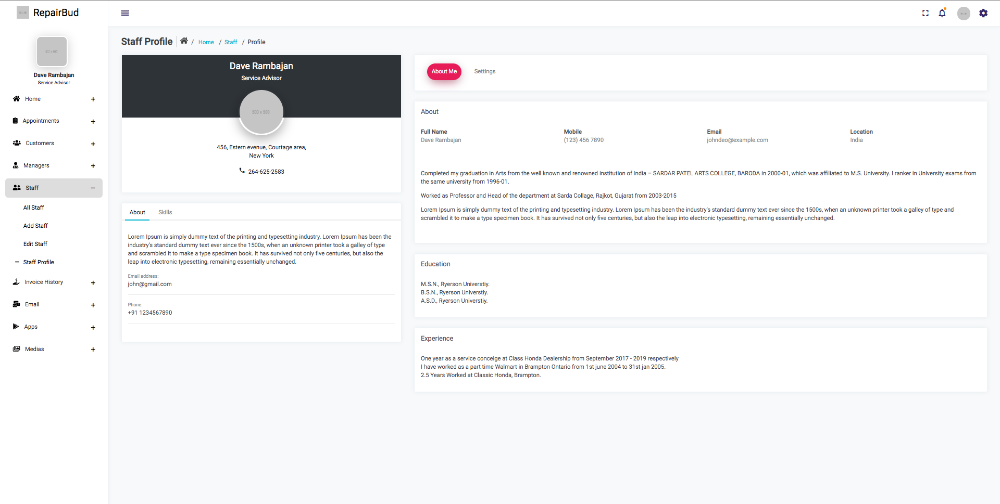 RepairBud
Dave Rambajan
Service Advisor
Home
Appointments
Customers
Managers
Staff
All Staff
Add Staff
Edit Staff
Staff Profile
Invoice History
Email
Apps
Medias
Staff Profile / Home / Staff / Profile
Dave Rambajan
Service Advisor
500 x 500
456, Estern evenue, Courtage area,
New York
264-625-2583
About Skills
Lorem Ipsum is simply dummy text of the printing and typesetting industry. Lorem Ipsum has been the
industry's standard dummy text ever since the 1500s, when an unknown printer took a galley of type
and scrambled it to make a type specimen book. It has survived not only five centuries, but also the
leap into electronic typesetting, remaining essentially unchanged.
Email address:
john@gmail.com
Phone:
+91 1234567890
About Me Settings
About
Full Name Mobile Email Location
Dave Rambajan (123) 456 7890 johndeo@example.com India
Completed my graduation in Arts from the well known and renowned institution of India – SARDAR PATEL ARTS COLLEGE, BARODA in 2000-01, which was affiliated to M.S. University. I ranker in University exams from
the same university from 1996-01.
Worked as Professor and Head of the department at Sarda Collage, Rajkot, Gujarat from 2003-2015
Lorem Ipsum is simply dummy text of the printing and typesetting industry. Lorem Ipsum has been the industry's standard dummy text ever since the 1500s, when an unknown printer took a galley of type and
scrambled it to make a type specimen book. It has survived not only five centuries, but also the leap into electronic typesetting, remaining essentially unchanged.
Education
M.S.N., Ryerson Universtiy.
B.S.N., Ryerson Universtiy.
A.S.D., Ryerson Universtiy.
Experience
One year as a service conceige at Class Honda Dealership from September 2017 - 2019 respectively
I have worked as a part time Walmart in Brampton Ontario from 1st june 2004 to 31st jan 2005.
2.5 Years Worked at Classic Honda, Brampton.